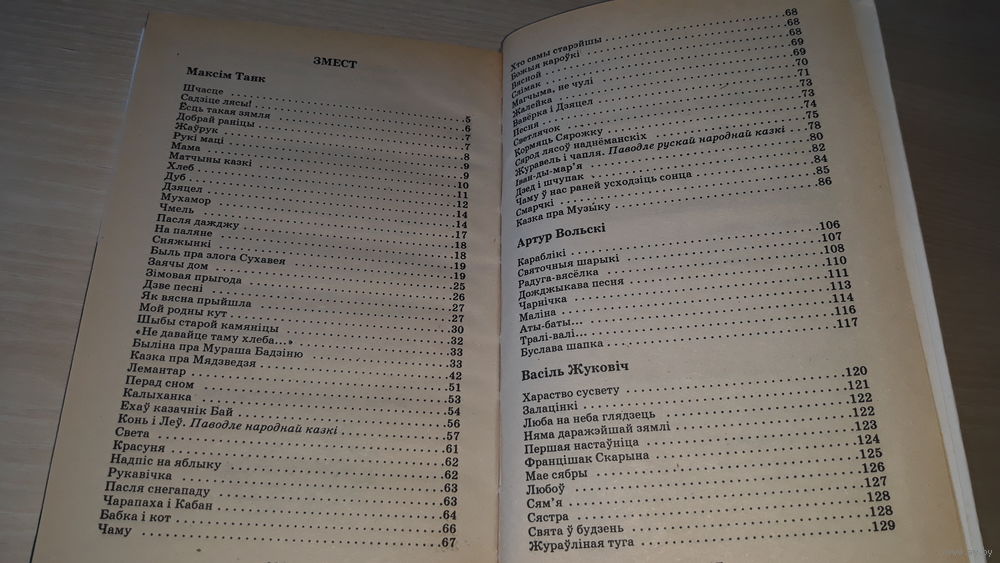 ЗМЕСТ
Максім Танк
Шчасце 5
Садзіце лясы! 6
Ёсць такая зямля 7
Добрай раніцы 7
Жаўрук 8
Рукі маці 9
Мама 9
Матчыны казкі 10
Хлеб 11
Дуб 12
Дзяцел 14
Мухамор 14
Чмель 17
Пасля дажджу 18
На паляне 18
Сняжынкі 19
Быль пра злога Сухавея 19
Заячы дом 25
Зімовая прыгода 26
Дзве песні 27
Як вясна прыйшла 27
Мой родны кут 30
Шыбы старой камяніцы 32
«Не давайце таму хлеба...» 33
Быліна пра Мураша Бадзіню 33
Казка пра Мядзведзя 42
Лемантар 51
Перад сном 53
Калыханка 54
Ехаў казачнік Бай 56
Конь і Леў. Паводле народнай казкі 57
Света 61
Красуня 62
Надпіс на яблыку 62
Рукавічка 63
Пасля снегападу 63
Чарапаха і Кабан 64
Бабка і кот 66
Чаму 67
Хто самы старэйшы 68
Божыя кароўкі 68
Вясной 68
Слімак 69
Магчыма, не чулі 69
Жалейка 70
Вавёрка і Дзяцел 71
Песня 73
Светлячок 73
Кормяць Сярожку 74
Сярод лясоў наднёманскіх 75
Журавель і чапля. Паводле рускай народнай казкі 78
Іван-ды-мар’я 80
Дзед і шчупак 82
Чаму ў нас раней усходзіць сонца 84
Смарчкі 85
Казка пра Музыку 86
Артур Вольскі
Караблікі 106
Святочныя шарыкі 107
Радуга-вясёлка 108
Дожджыкава песня 110
Чарнічка 111
Маліна 113
Аты-баты... 114
Тралі-валі... 116
Буслава шапка 117
Васіль Жуковіч
Хараство сусвету 120
Залацінкі 121
Люба на неба глядзець 122
Няма даражэйшай зямлі 122
Першая настаўніца 123
Францішак Скарына 124
Мае сябры 125
Любоў 126
Сям’я 127
Сястра 128
Свята ў будзень 128
Жураўліная туга 129